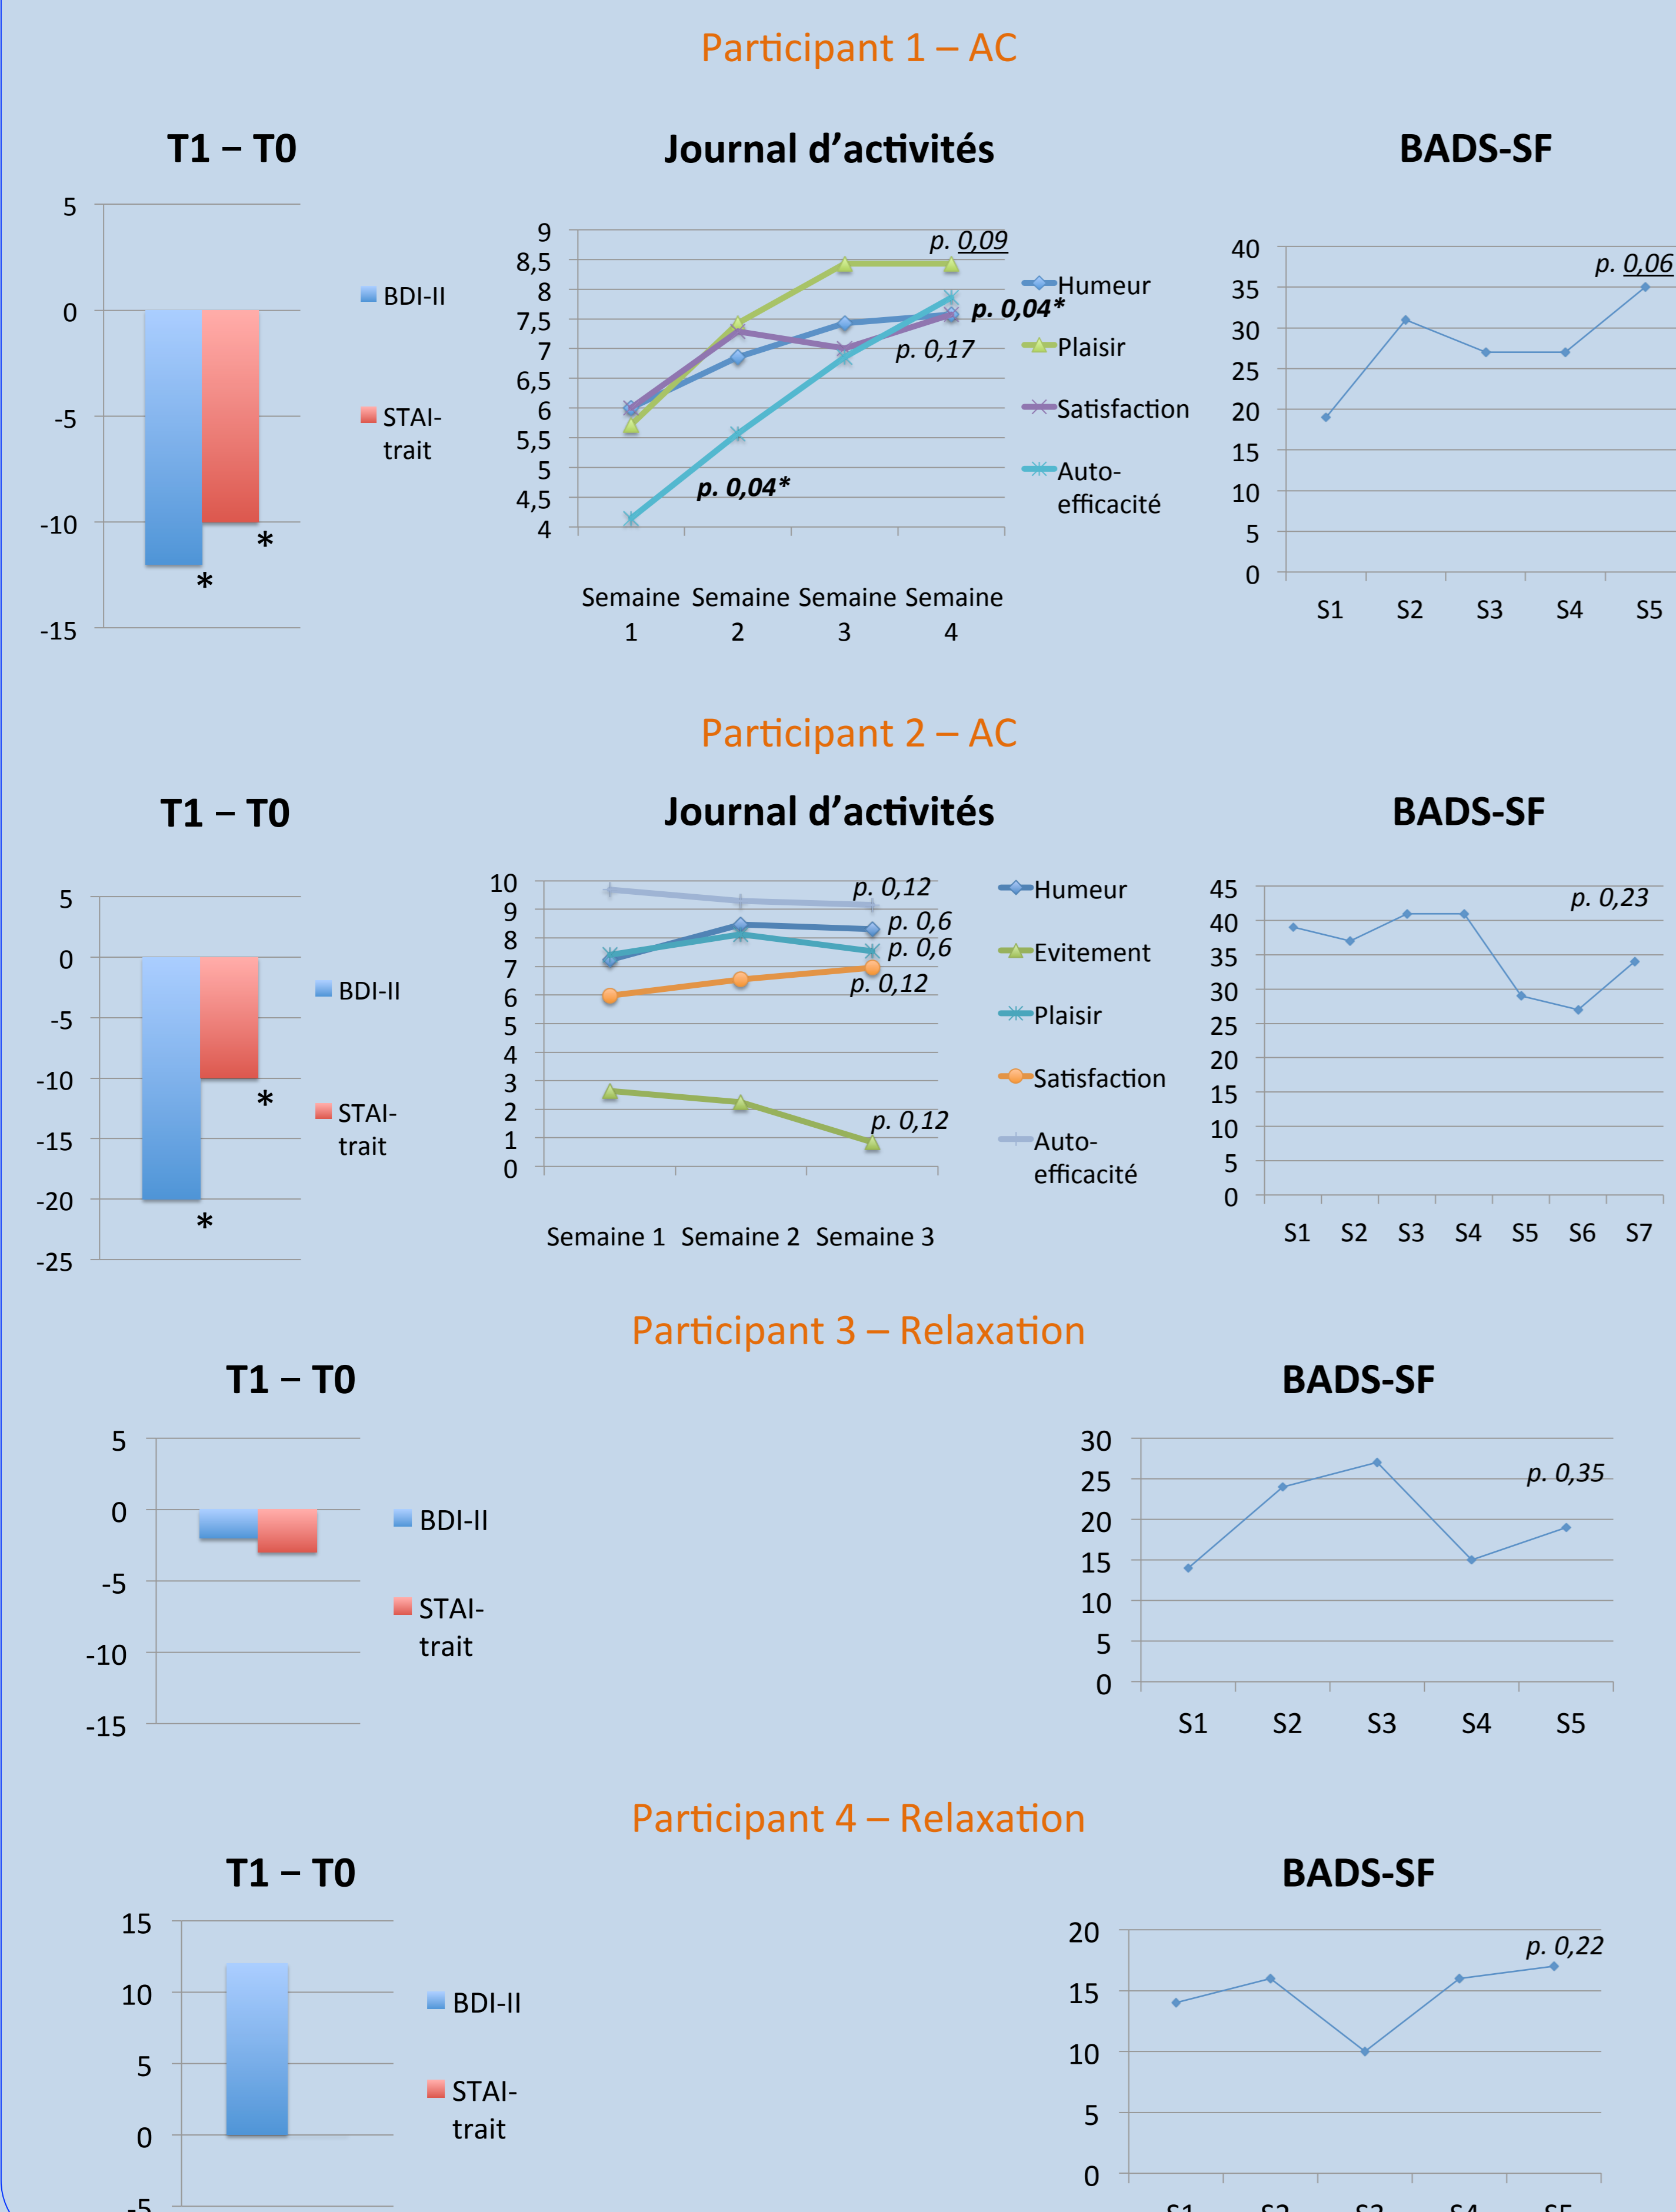 Participant 1 – AC
T1 – T0
5
0
-5
-10
-15
*
*
BDI-II
STAI-
trait
Journal d’activités
9
8,5
8
7,5
7
6,5
6
5,5
5
4,5
4
p. 0,09
p. 0,04*
p. 0,17
p. 0,04*
Semaine Semaine Semaine Semaine
1 2 3 4
Humeur
Plaisir
Satisfaction
Auto-
efficacité
BADS-SF
40
35
30
25
20
15
10
5
0
p. 0,06
S1 S2 S3 S4 S5
Participant 2 – AC
T1 – T0
5
0
-5
-10
-15
-20
-25
*
*
BDI-II
STAI-
trait
Journal d’activités
10
9
8
7
6
5
4
3
2
1
0
p. 0,12
p. 0,6
p. 0,6
p. 0,12
p. 0,12
Semaine 1 Semaine 2 Semaine 3
Humeur
Evitement
Plaisir
Satisfaction
Auto-
efficacité
BADS-SF
45
40
35
30
25
20
15
10
5
0
p. 0,23
S1 S2 S3 S4 S5 S6 S7
Participant 3 – Relaxation
T1 – T0
5
0
-5
-10
-15
BDI-II
STAI-
trait
BADS-SF
30
25
20
15
10
5
0
p. 0,35
S1 S2 S3 S4 S5
Participant 4 – Relaxation
T1 – T0
15
10
5
0
-5
BDI-II
STAI-
trait
BADS-SF
20
15
10
5
0
p. 0,22
S1 S2 S3 S4 S5